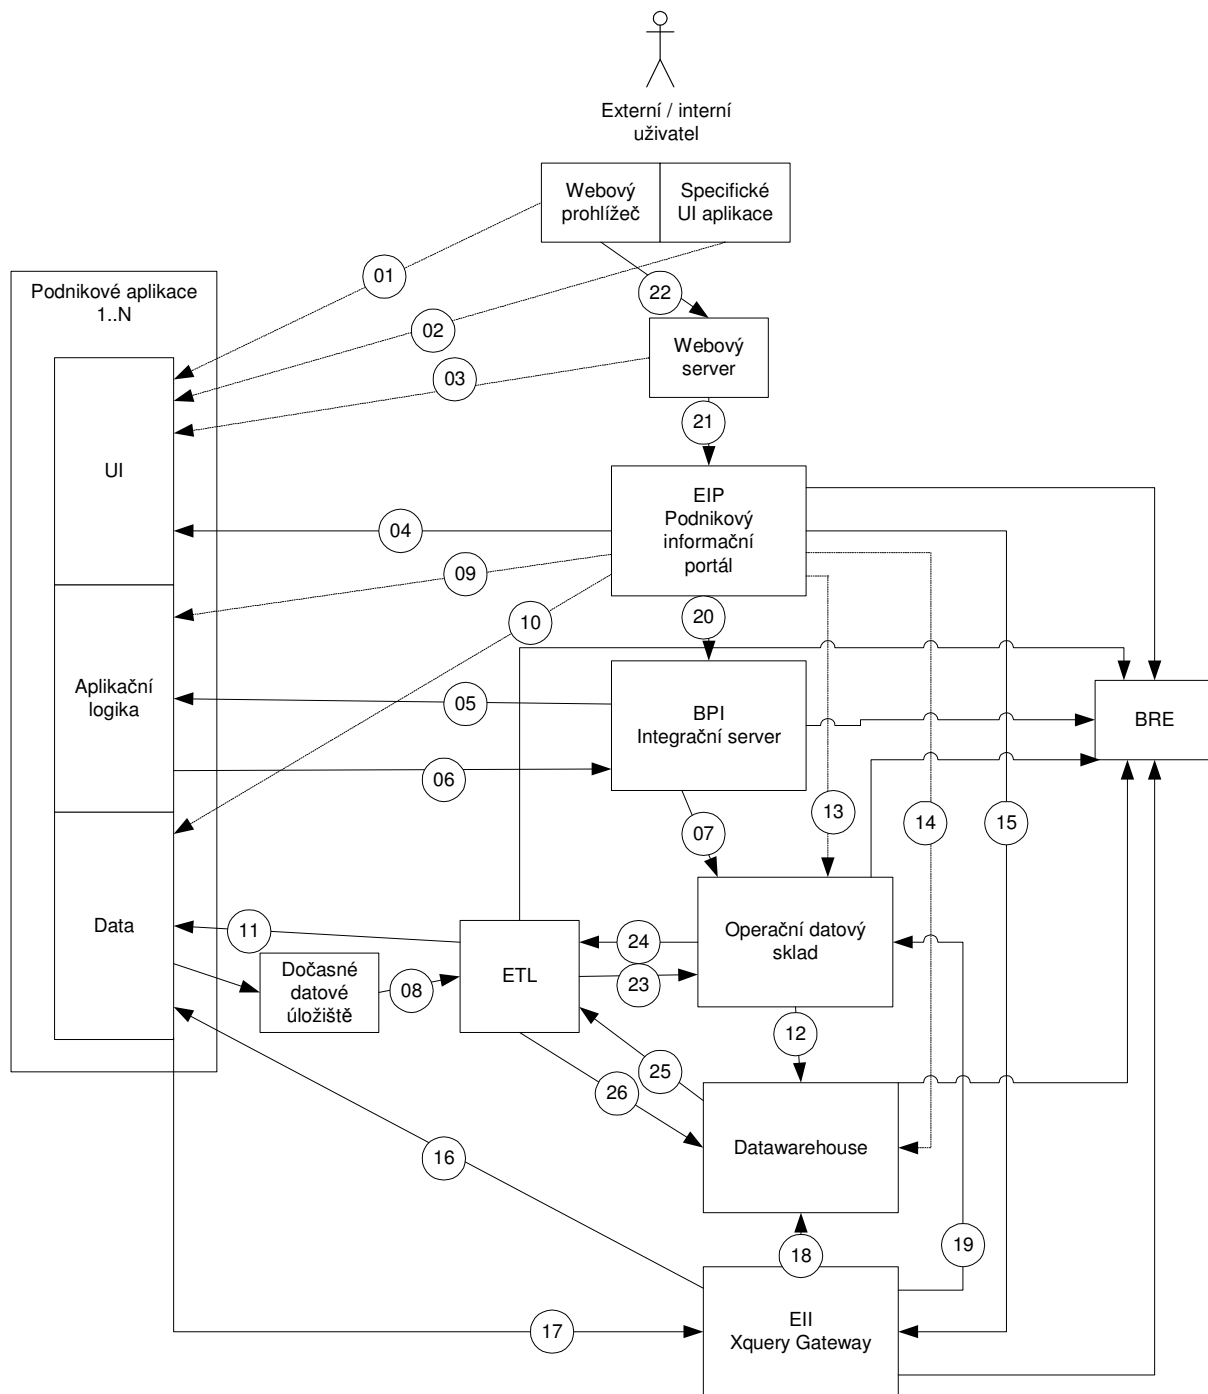 Externí / interní
uživatel
Webový
prohlížeč
Specifické
UI aplikace
01
22
Podnikové aplikace
1..N
02
Webový
server
03
21
UI
EIP
Podnikový
informační
portál
04
09
10
20
Aplikační
logika
05
BPI
Integrační server
BRE
06
07
13
14
15
Data
11
24
Operační datový
sklad
Dočasné
datové
úložiště
08
ETL
23
12
19
25
26
Datawarehouse
16
18
17
EII
Xquery Gateway